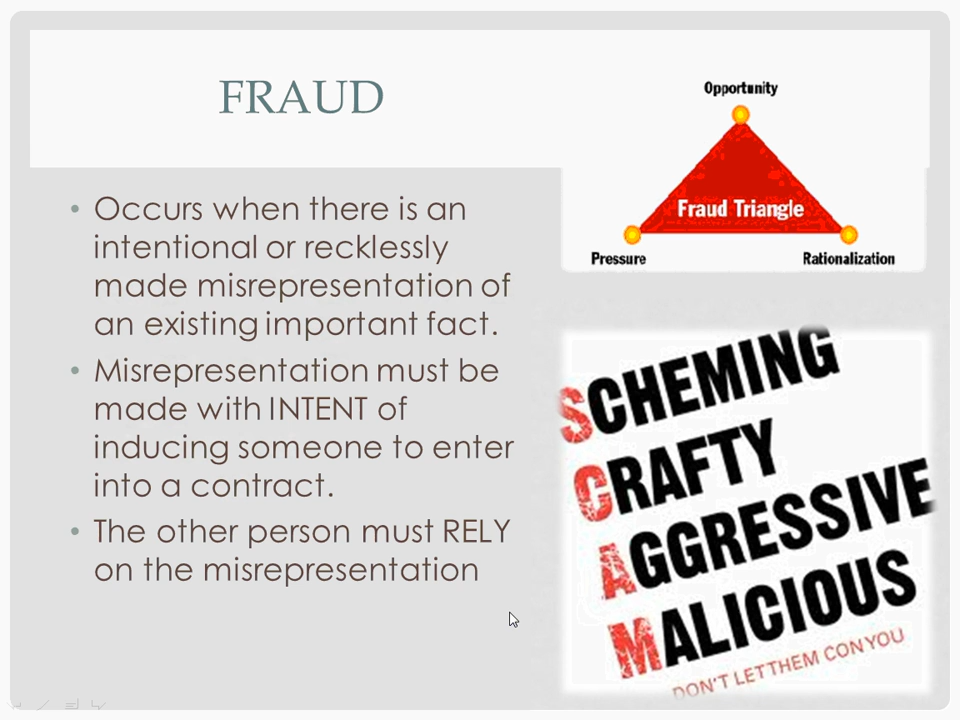 FRAUD
• Occurs when there is an
intentional or recklessly
made misrepresentation of
an existing important fact.
• Misrepresentation must be
made with INTENT of
inducing someone to enter
into a contract.
• The other person must RELY
on the misrepresentation
Opportunity
Fraud Triangle
Pressure Rationalization
SCHEMING
CRAFTY
AGGRESSIVE
MALICIOUS
DON'T LET THEM CON YOU